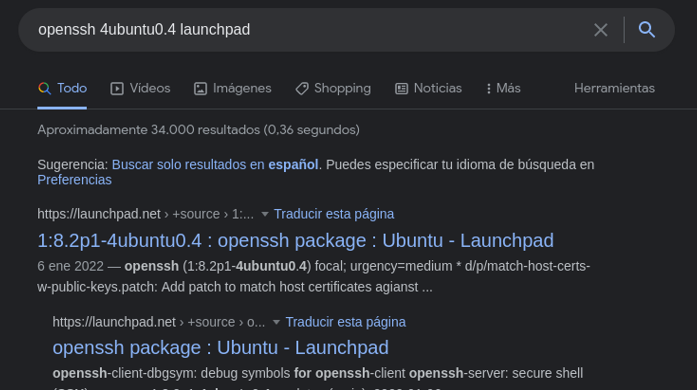 openssh 4ubuntu0.4 launchpad
Todo Vídeos Imágenes Shopping Noticias Más Herramientas
Aproximadamente 34.000 resultados (0,36 segundos)
Sugerencia: Buscar solo resultados en español. Puedes especificar tu idioma de búsqueda en
Preferencias
https://launchpad.net › +source › 1:... Traducir esta página
1:8.2p1-4ubuntu0.4 : openssh package : Ubuntu - Launchpad
6 ene 2022 — openssh (1:8.2p1-4ubuntu0.4) focal; urgency=medium * d/p/match-host-certs-
w-public-keys.patch: Add patch to match host certificates agianst ...
https://launchpad.net › +source › o... Traducir esta página
openssh package : Ubuntu - Launchpad
openssh-client-dbgsym: debug symbols for openssh-client openssh-server: secure shell